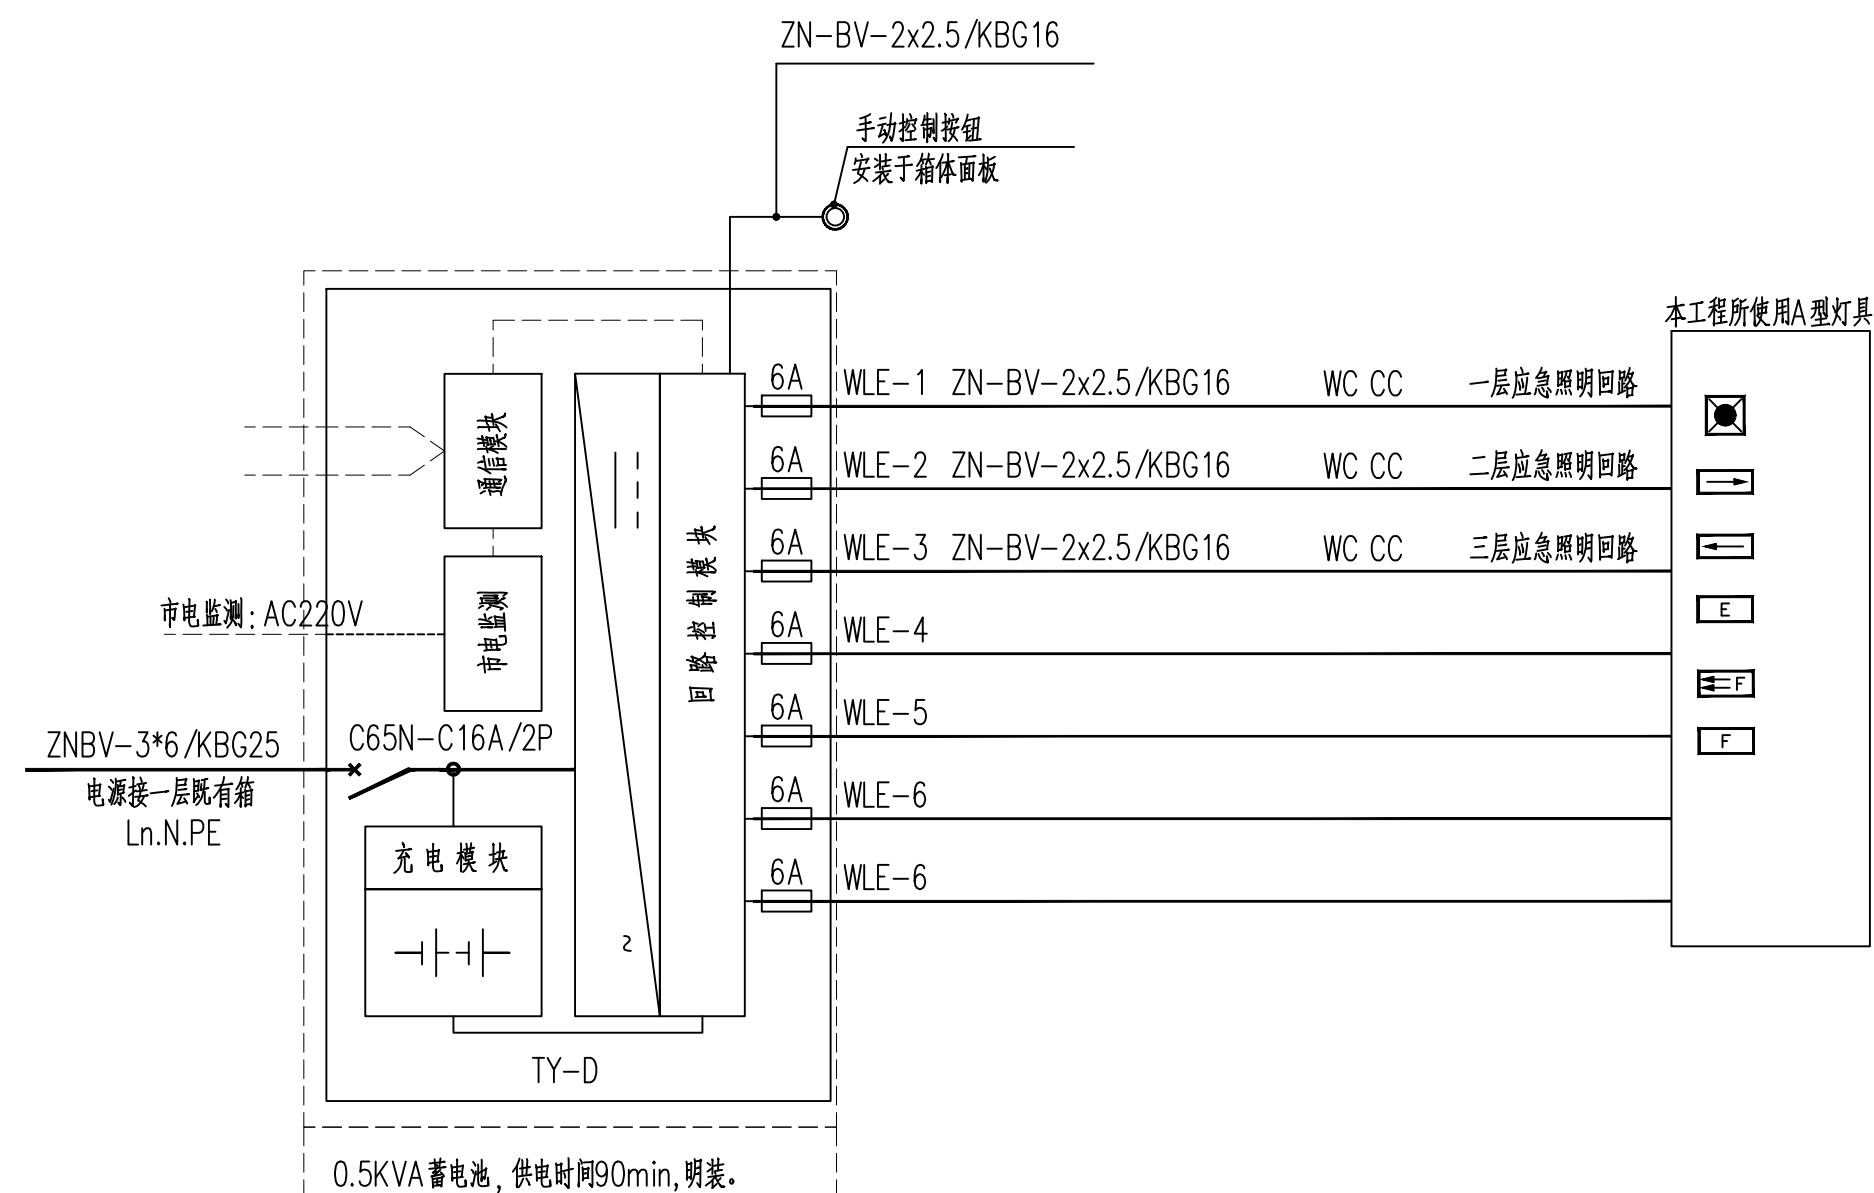 ZN-BV-2x2.5/KBG16
手动控制按钮
安装于箱体面板
本工程所使用A型灯具
6A WLE-1 ZN-BV-2x2.5/KBG16 WC CC 一层应急照明回路
6A WLE-2 ZN-BV-2x2.5/KBG16 WC CC 二层应急照明回路
6A WLE-3 ZN-BV-2x2.5/KBG16 WC CC 三层应急照明回路
6A WLE-4
6A WLE-5
6A WLE-6
6A WLE-6
通信模块
市电监测
回路控制模块
市电监测: AC220V
ZNBV-3*6/KBG25
电源接一层既有箱
Ln.N.PE
C65N-C16A/2P
充电模块
~
TY-D
0.5KVA蓄电池, 供电时间90min,明装。
E
F
F